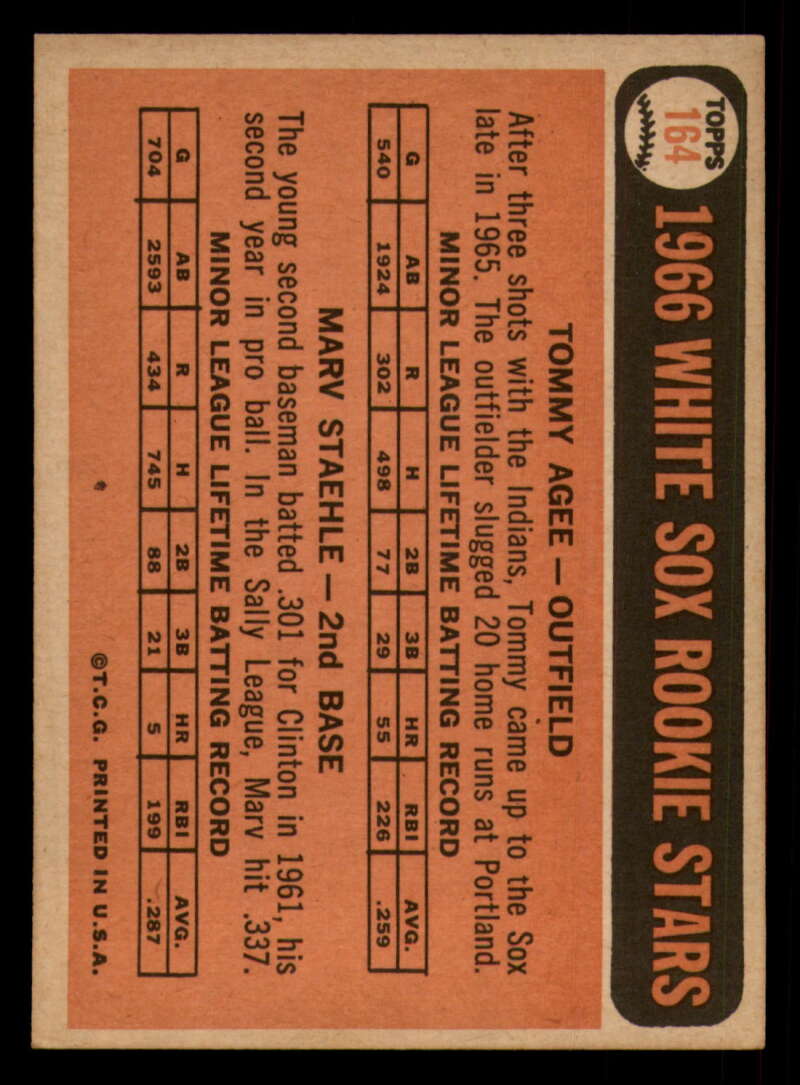 TOPPS
164
1966 WHITE SOX ROOKIE STARS
TOMMY AGEE — OUTFIELD
After three shots with the Indians, Tommy came up to the Sox
late in 1965. The outfielder slugged 20 home runs at Portland.
MINOR LEAGUE LIFETIME BATTING RECORD
G AB R H 2B 3B HR RBI AVG.
540 1924 302 498 77 29 55 226 .259
MARV STAEHLE — 2nd BASE
The young second baseman batted .301 for Clinton in 1961, his
second year in pro ball. In the Sally League, Marv hit .337.
MINOR LEAGUE LIFETIME BATTING RECORD
G AB R H 2B 3B HR RBI AVG.
704 2593 434 745 88 21 5 199 .287
©T.C.G. PRINTED IN U.S.A.